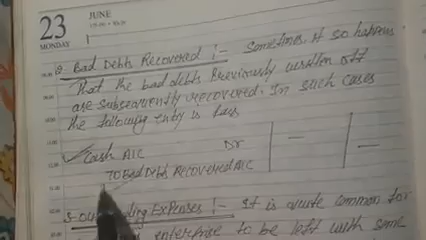 JUNE
23
MONDAY
2. Bad Debts Recovered :- Sometimes it so happens
That the bad debts previously written off
are subsequently recovered. In such cases
the following entry is
Cash A/C Dr
To Bad Debts Recovered A/C
3. Outstanding Expenses :- It is quite common for
enterprise to be left with some